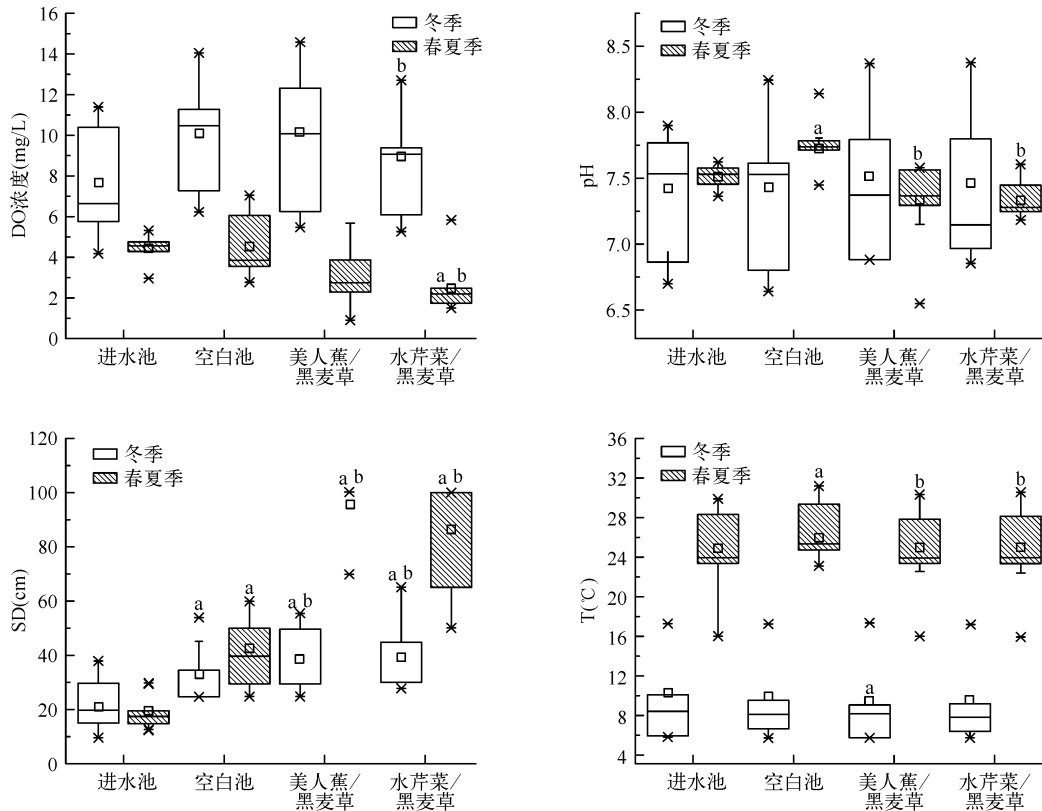 16
14
12
10
8
6
4
2
0
DO浓度(mg/L)
冬季
春夏季
b
a b
进水池
空白池
美人蕉/
黑麦草
水芹菜/
黑麦草
8.5
8.0
7.5
7.0
6.5
pH
冬季
春夏季
a
b
b
进水池
空白池
美人蕉/
黑麦草
水芹菜/
黑麦草
120
100
80
60
40
20
0
SD(cm)
冬季
春夏季
a
a
a b
a b
a b
a b
进水池
空白池
美人蕉/
黑麦草
水芹菜/
黑麦草
36
32
28
24
20
16
12
8
4
T(℃)
冬季
春夏季
a
b
b
a
进水池
空白池
美人蕉/
黑麦草
水芹菜/
黑麦草